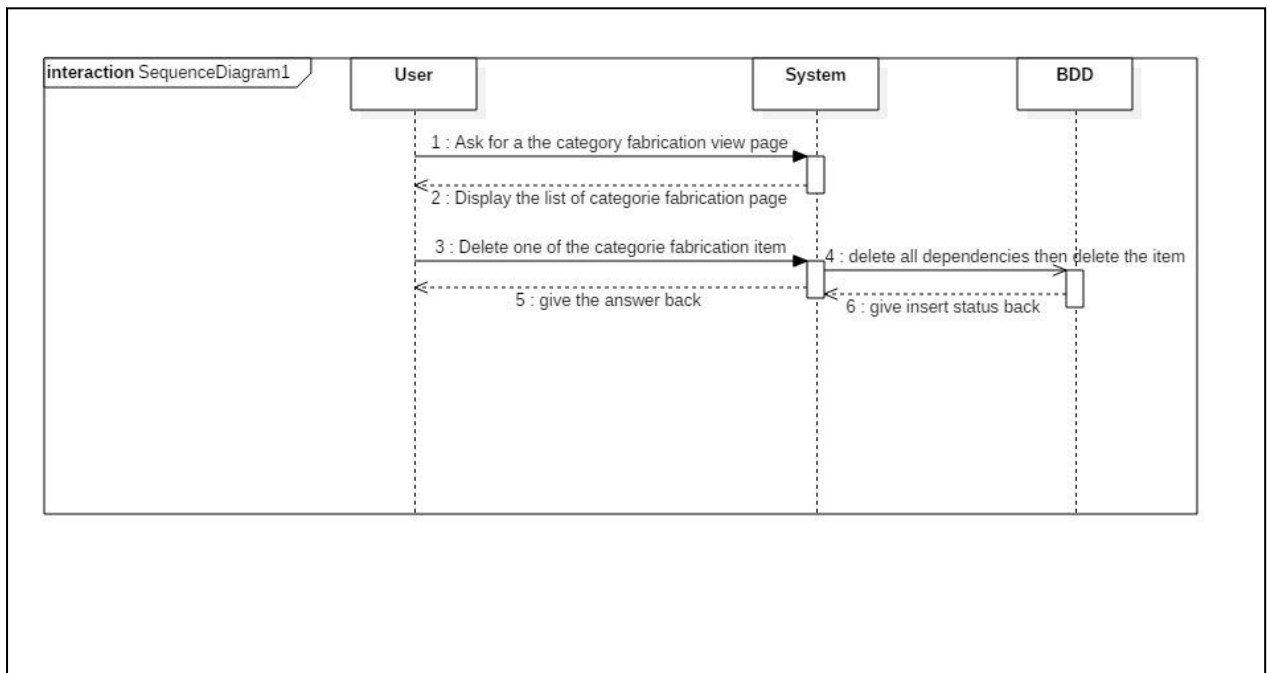 interaction SequenceDiagram1
User
System
BDD
1 : Ask for a the category fabrication view page
2 : Display the list of categorie fabrication page
3 : Delete one of the categorie fabrication item
4 : delete all dependencies then delete the item
5 : give the answer back
6 : give insert status back